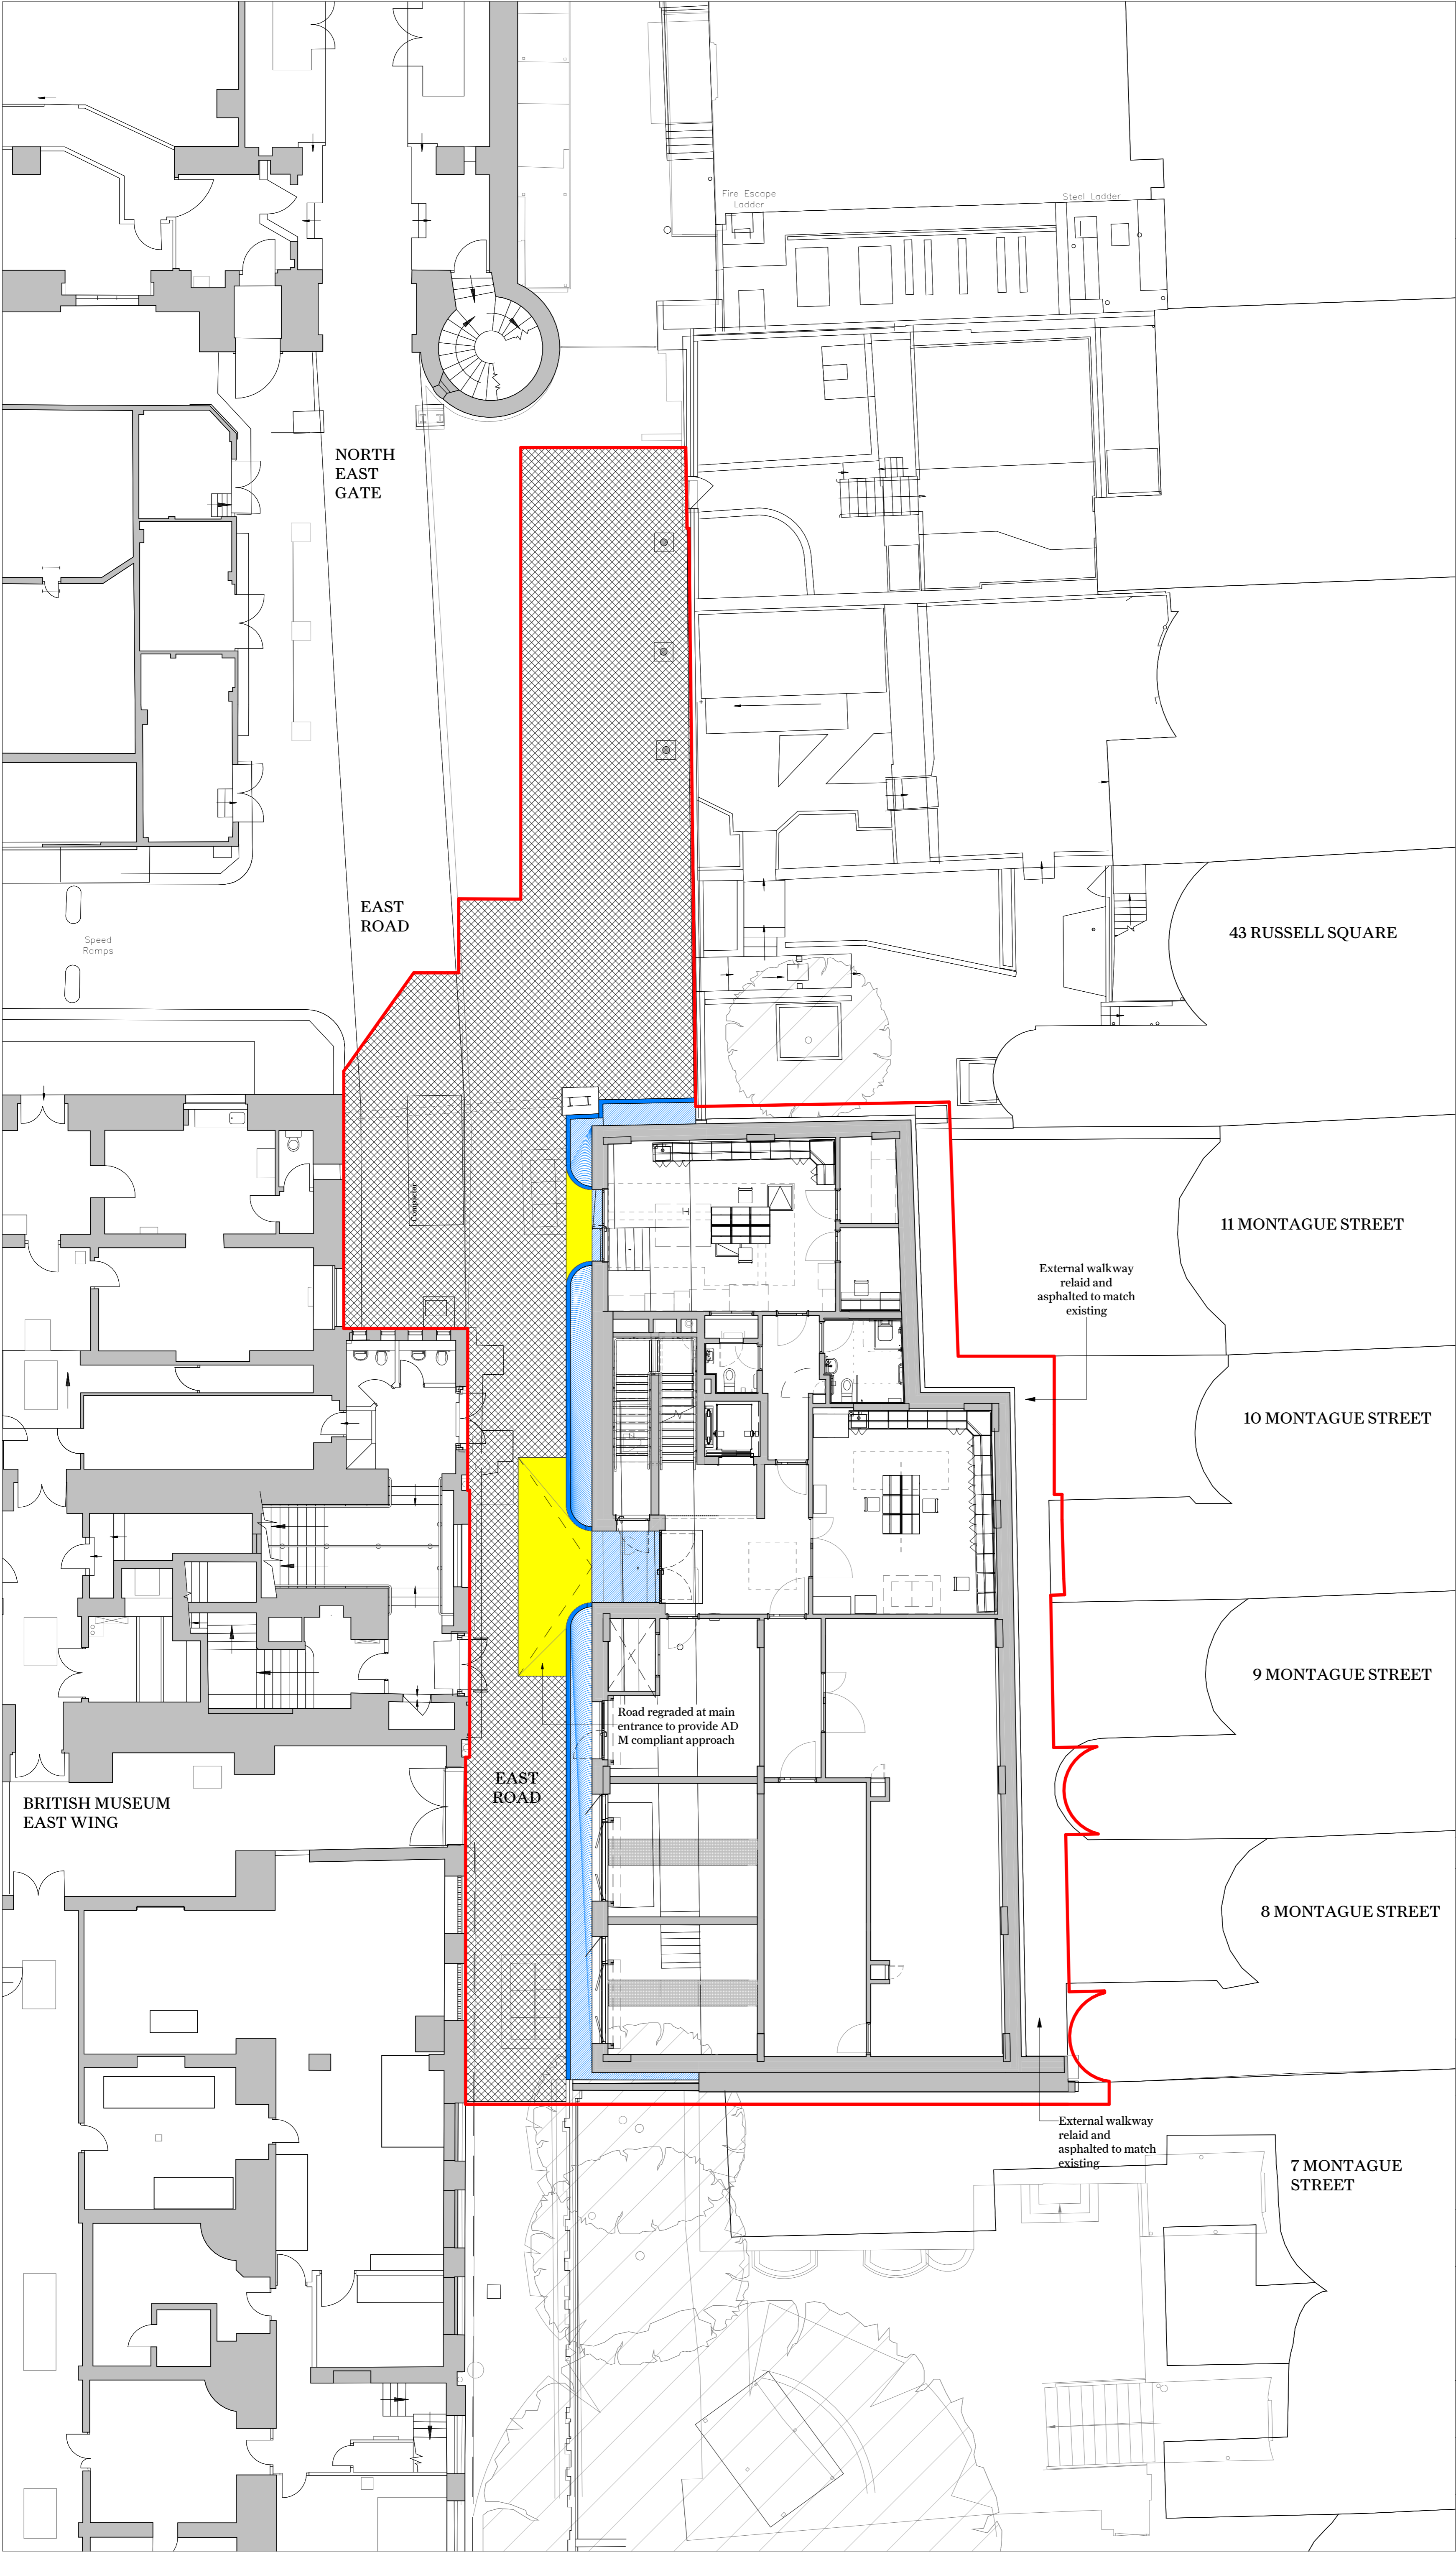 Fire Escape
Ladder
Steel Ladder
NORTH
EAST
GATE
EAST
ROAD
43 RUSSELL SQUARE
Speed
Ramps
Compactor
11 MONTAGUE STREET
External walkway
relaid and
asphalted to match
existing
10 MONTAGUE STREET
9 MONTAGUE STREET
Road regraded at main
entrance to provide AD
M compliant approach
EAST
ROAD
BRITISH MUSEUM
EAST WING
8 MONTAGUE STREET
External walkway
relaid and
asphalted to match
existing
7 MONTAGUE
STREET